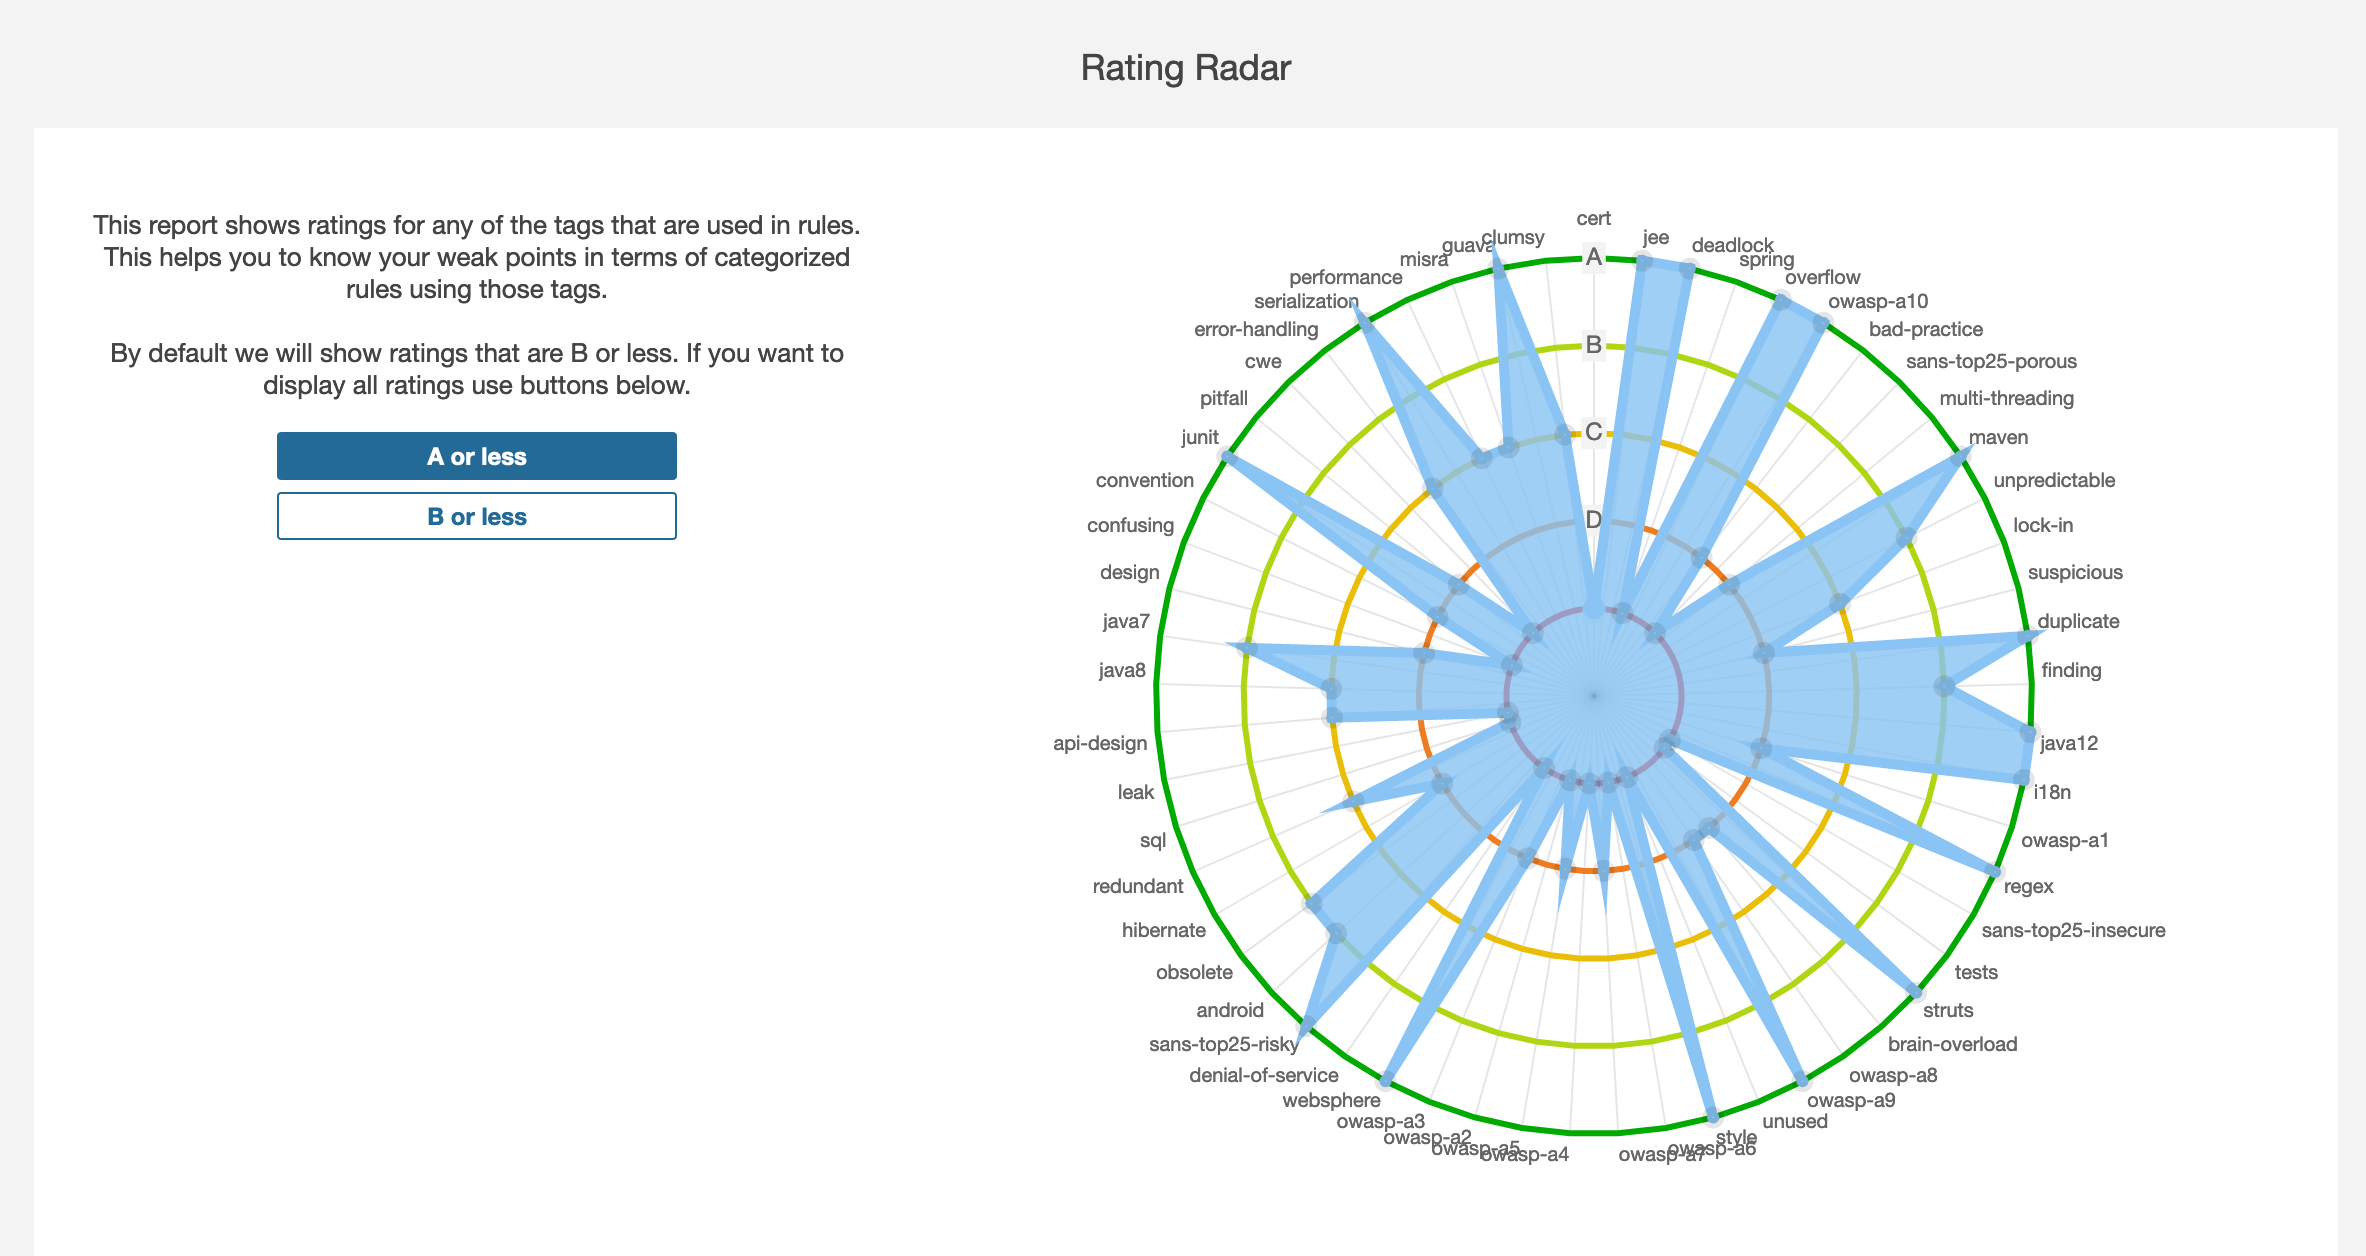 Rating Radar
This report shows ratings for any of the tags that are used in rules.
This helps you to know your weak points in terms of categorized
rules using those tags.
By default we will show ratings that are B or less. If you want to
display all ratings use buttons below.
A or less
B or less
A
B
C
D
cert
jee
deadlock
spring
overflow
owasp-a10
bad-practice
sans-top25-porous
multi-threading
maven
unpredictable
lock-in
suspicious
duplicate
finding
java12
i18n
owasp-a1
regex
sans-top25-insecure
tests
struts
brain-overload
owasp-a8
owasp-a9
unused
style
owasp-a6
owasp-a7
owasp-a4
owasp-a5
owasp-a2
owasp-a3
websphere
denial-of-service
sans-top25-risky
android
obsolete
hibernate
redundant
sql
leak
api-design
java8
java7
design
confusing
convention
junit
pitfall
cwe
error-handling
serialization
performance
misra
guava
clumsy